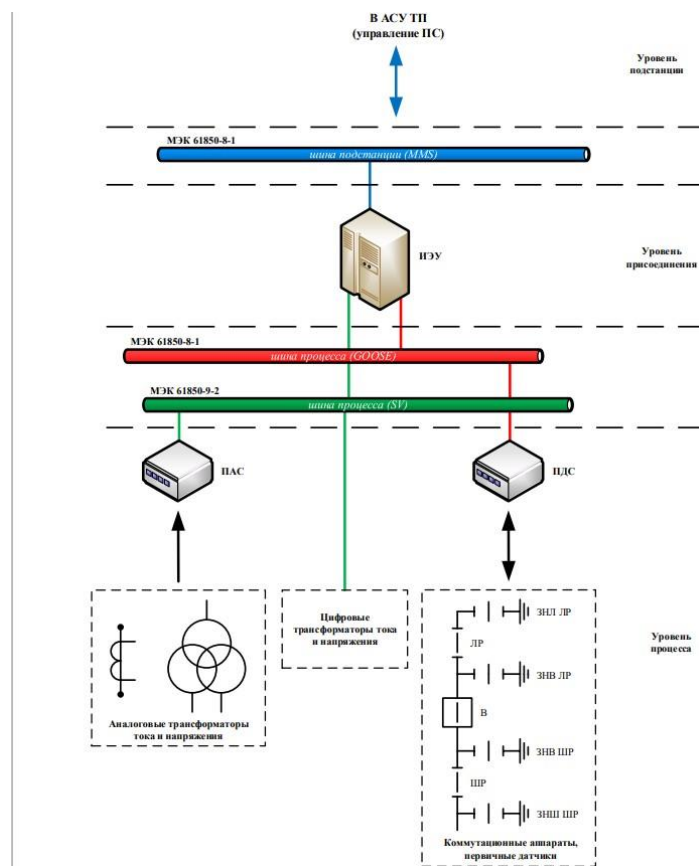 В АСУ ТП
(управление ПС)
Уровень
подстанции
МЭК 61850-8-1
шина подстанции (MMS)
ИЭУ
Уровень
присоединения
МЭК 61850-8-1
шина процесса (GOOSE)
МЭК 61850-9-2
шина процесса (SV)
ПАС
ПДС
Аналоговые трансформаторы
тока и напряжения
Цифровые
трансформаторы тока
и напряжения
ЗНЛ ЛР
ЛР
ЗНВ ЛР
В
ЗНВ ШР
ШР
ЗНШ ШР
Коммутационные аппараты,
первичные датчики
Уровень
процесса